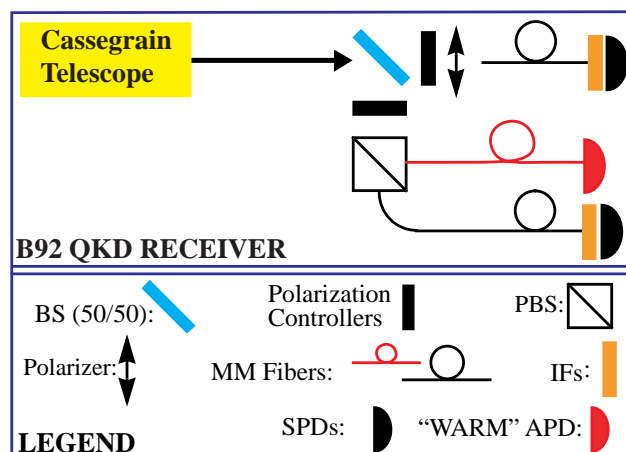 Cassegrain
Telescope
B92 QKD RECEIVER
BS (50/50):
Polarization
Controllers
PBS:
Polarizer:
MM Fibers:
IFs:
SPDs:
“WARM” APD:
LEGEND